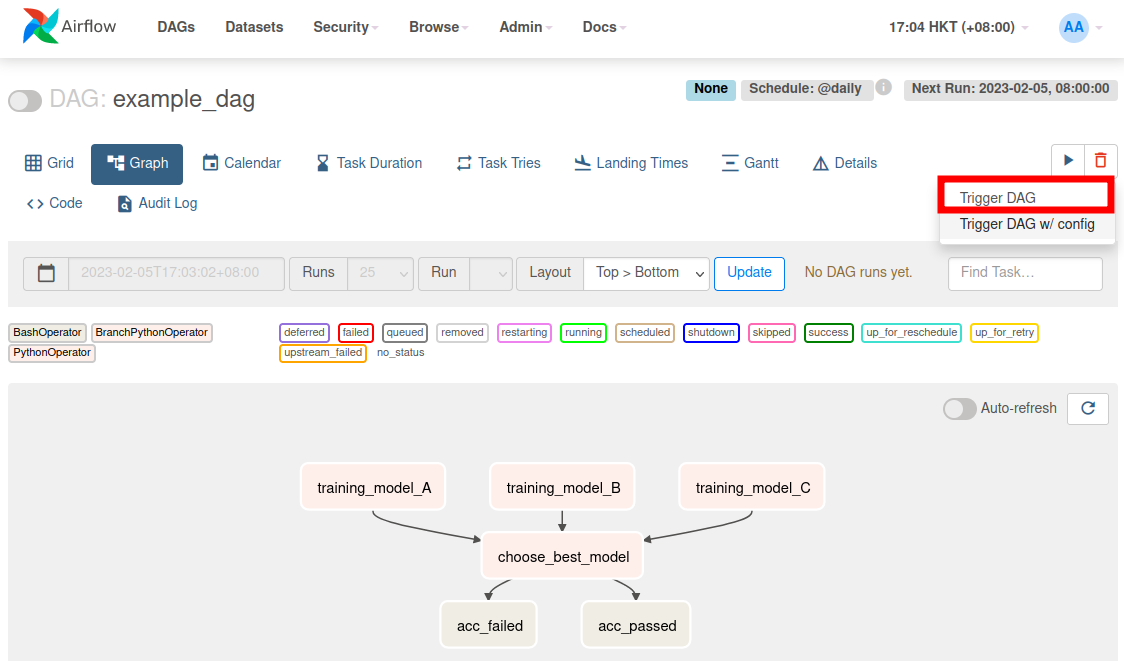 Airflow DAGs Datasets Security Browse Admin Docs 17:04 HKT (+08:00) AA
DAG: example_dag None Schedule: @daily Next Run: 2023-02-05, 08:00:00
Grid Graph Calendar Task Duration Task Tries Landing Times Gantt Details
Code Audit Log
Trigger DAG
Trigger DAG w/ config
2023-02-05T17:03:02+08:00 Runs 25 Run Layout Top > Bottom Update No DAG runs yet. Find Task…
BashOperator BranchPythonOperator deferred failed queued removed restarting running scheduled shutdown skipped success up_for_reschedule up_for_retry
PythonOperator upstream_failed no_status
Auto-refresh
training_model_A training_model_B training_model_C
choose_best_model
acc_failed acc_passed